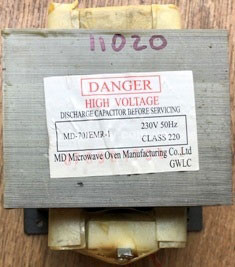 11020
DANGER
HIGH VOLTAGE
DISCHARGE CAPACITOR BEFORE SERVICING
MD-701EMR-1 230V 50Hz
CLASS 220
MD Microwave Oven Manufacturing Co.,Ltd
GWLC